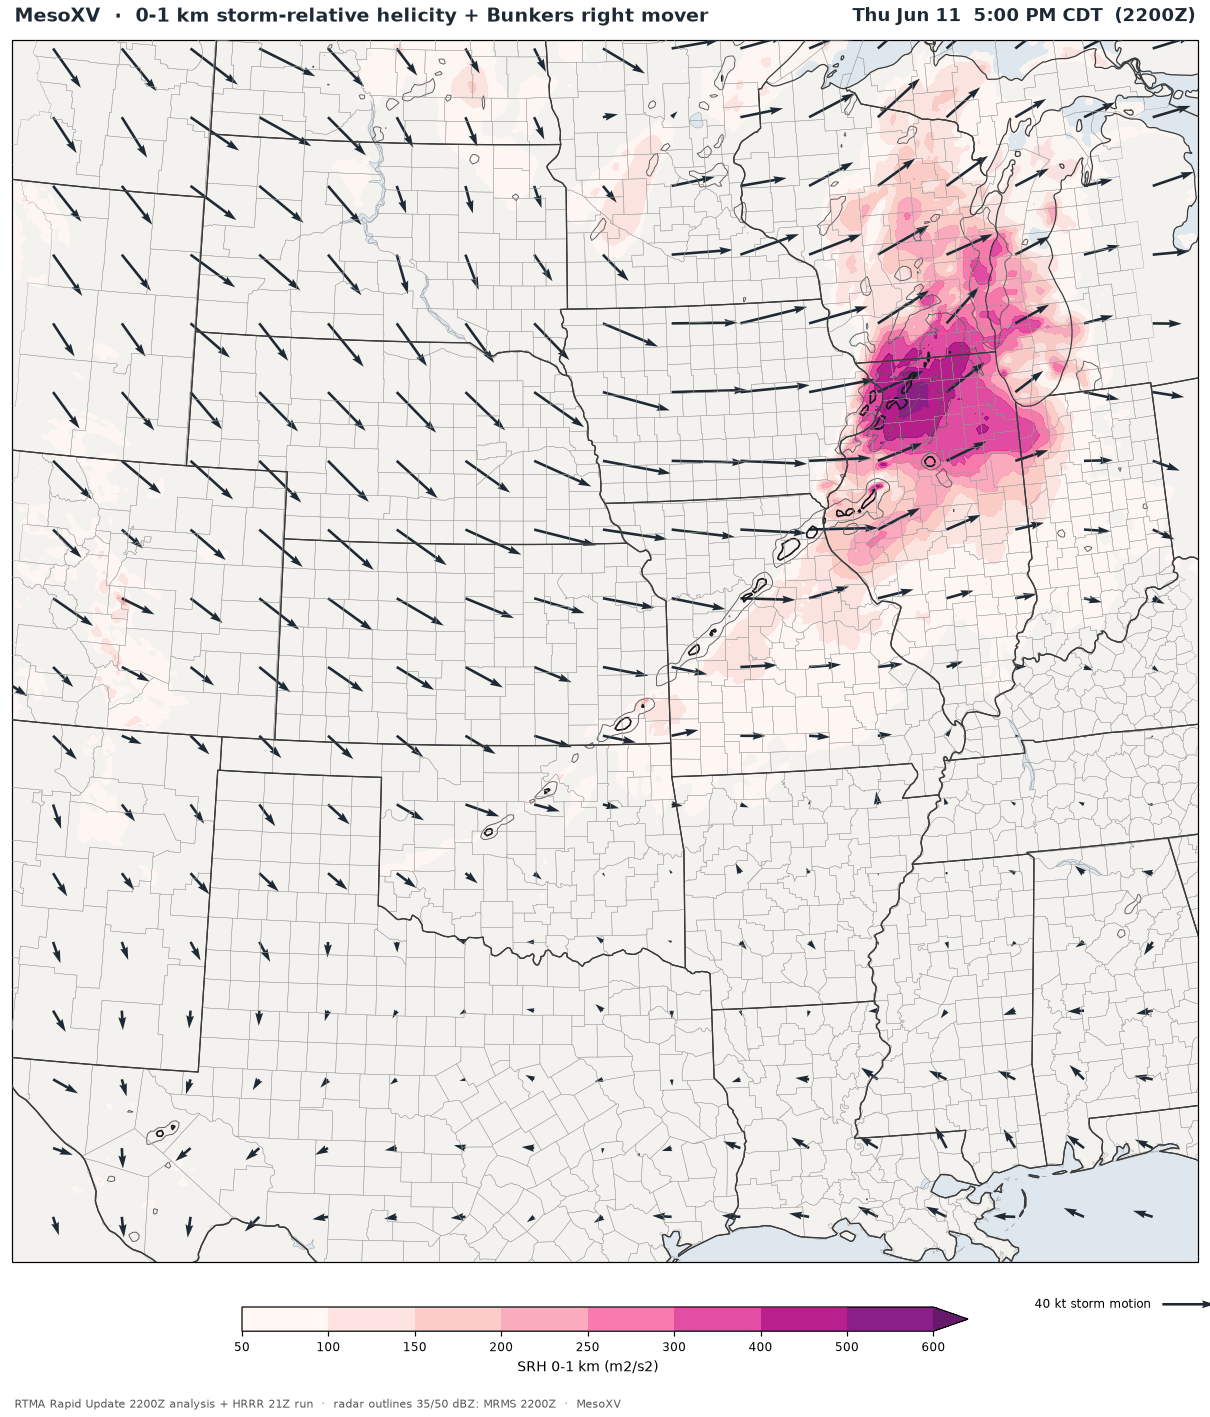 MesoXV · 0-1 km storm-relative helicity + Bunkers right mover
Thu Jun 11 5:00 PM CDT (2200Z)
40 kt storm motion
50 100 150 200 250 300 400 500 600
SRH 0-1 km (m2/s2)
RTMA Rapid Update 2200Z analysis + HRRR 21Z run · radar outlines 35/50 dBZ: MRMS 2200Z · MesoXV